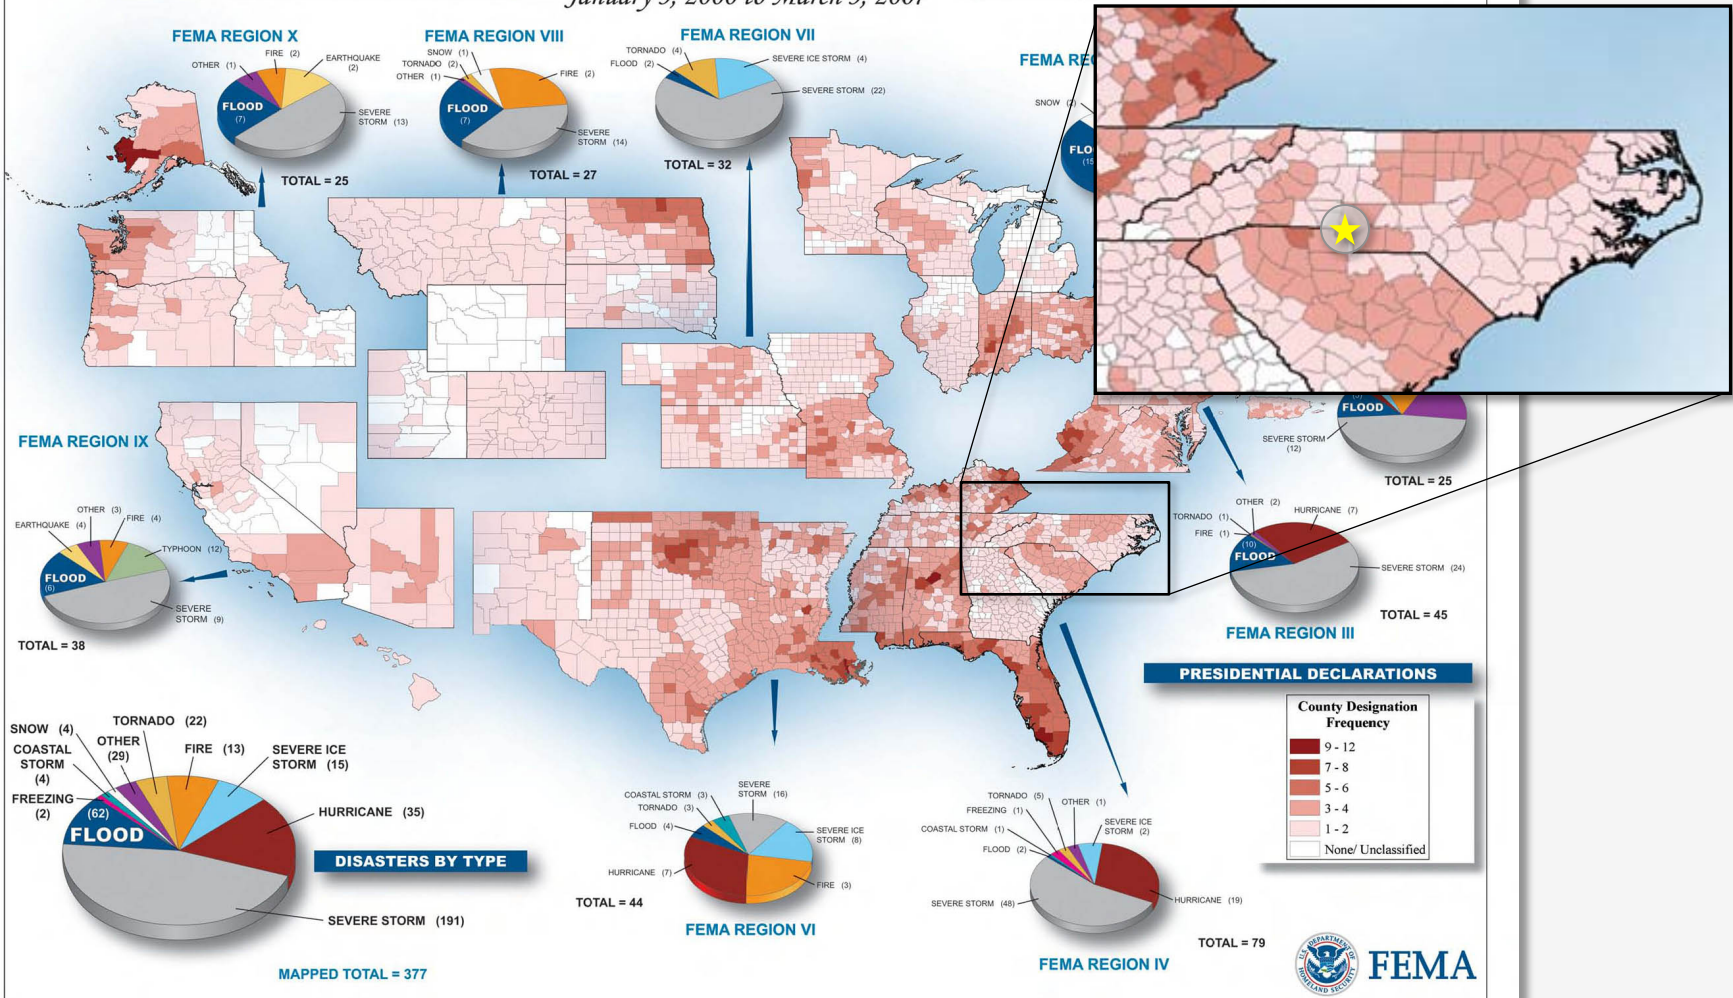 January 3, 2000 to March 3, 2007
FEMA REGION X
FIRE (2)
OTHER (1)
EARTHQUAKE
(2)
FLOOD
(7)
SEVERE
STORM (13)
TOTAL = 25
FEMA REGION VIII
SNOW (1)
TORNADO (2)
OTHER (1)
FIRE (2)
FLOOD
(7)
SEVERE
STORM (14)
TOTAL = 27
FEMA REGION VII
TORNADO (4)
FLOOD (2)
SEVERE ICE STORM (4)
SEVERE STORM (22)
TOTAL = 32
FEMA REG
SNOW (2)
FLO
(15
FLOOD
SEVERE STORM
(12)
TOTAL = 25
FEMA REGION IX
OTHER (3)
EARTHQUAKE (4)
FIRE (4)
TYPHOON (12)
FLOOD
(6)
SEVERE
STORM (9)
TOTAL = 38
OTHER (2)
HURRICANE (7)
TORNADO (1)
FIRE (1)
(10)
FLOOD
SEVERE STORM (24)
TOTAL = 45
FEMA REGION III
PRESIDENTIAL DECLARATIONS
County Designation
Frequency
9 - 12
7 - 8
5 - 6
3 - 4
1 - 2
None/ Unclassified
SNOW (4)
TORNADO (22)
OTHER
(29)
COASTAL
STORM
(4)
FIRE (13)
SEVERE ICE
STORM (15)
FREEZING
(2)
(62)
FLOOD
HURRICANE (35)
DISASTERS BY TYPE
SEVERE STORM (191)
MAPPED TOTAL = 377
SEVERE
STORM (16)
COASTAL STORM (3)
TORNADO (3)
FLOOD (4)
SEVERE ICE
STORM (8)
HURRICANE (7)
FIRE (3)
TOTAL = 44
FEMA REGION VI
TORNADO (5)
OTHER (1)
FREEZING (1)
COASTAL STORM (1)
SEVERE ICE
STORM (2)
FLOOD (2)
SEVERE STORM (48)
HURRICANE (19)
TOTAL = 79
FEMA REGION IV
U.S. DEPARTMENT OF
HOMELAND SECURITY
FEMA